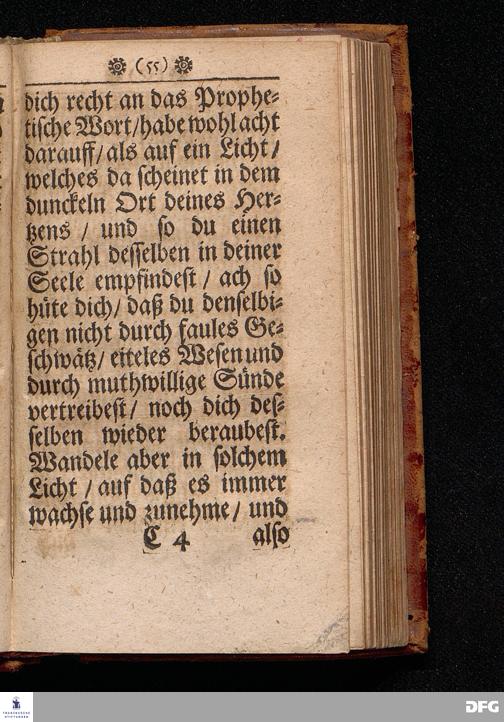 (55)
dich recht an das Prophe-
tische Wort/habe wohl acht
darauff/als auf ein Licht/
welches da scheinet in dem
dunckeln Ort deines Her-
tzens / und so du einen
Strahl desselben in deiner
Seele empfindest / ach so
hüte dich/ daß du denselbi-
gen nicht durch faules Ge-
schwätz/ eiteles Wesen und
durch muthwillige Sünde
vertreibest/ noch dich des-
selben wieder beraubest.
Wandele aber in solchem
Licht / auf daß es immer
wachse und zunehme/ und
C 4 also
FRANCKESCHE
STIFTUNGEN
DFG